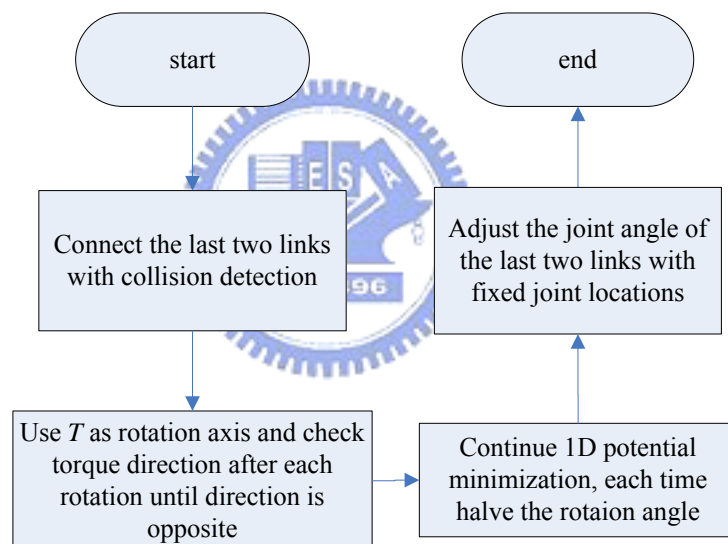 start
Connect the last two links
with collision detection
Use T as rotation axis and check
torque direction after each
rotation until direction is
opposite
Continue 1D potential
minimization, each time
halve the rotaion angle
Adjust the joint angle of
the last two links with
fixed joint locations
end
E S A
896